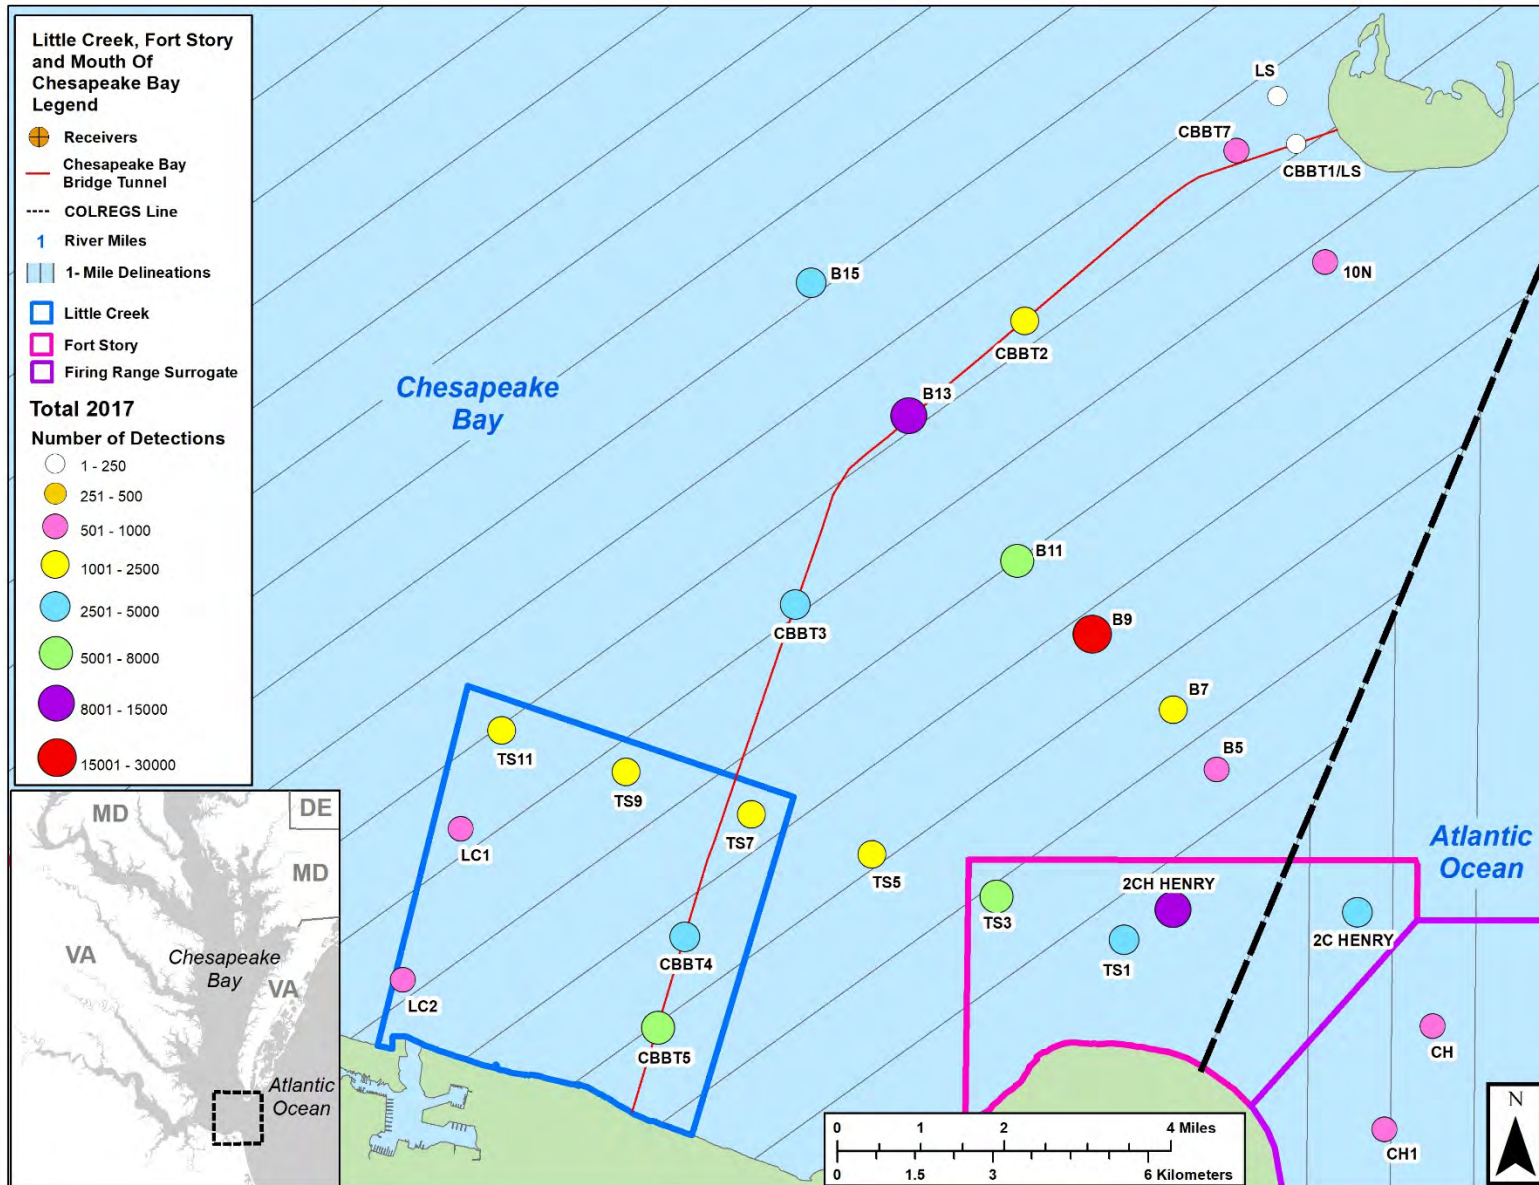 Little Creek, Fort Story
and Mouth Of
Chesapeake Bay
Legend
Receivers
Chesapeake Bay
Bridge Tunnel
COLREGS Line
1 River Miles
1- Mile Delineations
Little Creek
Fort Story
Firing Range Surrogate
Total 2017
Number of Detections
1 - 250
251 - 500
501 - 1000
1001 - 2500
2501 - 5000
5001 - 8000
8001 - 15000
15001 - 30000
LS
CBBT7
CBBT1/LS
10N
B15
CBBT2
Chesapeake
Bay
B13
B11
CBBT3
B9
B7
B5
TS11
TS9
TS7
LC1
TS5
Atlantic
Ocean
2CH HENRY
TS3
2C HENRY
TS1
CBBT4
LC2
CBBT5
CH
CH1
MD
DE
MD
VA
Chesapeake
Bay
VA
Atlantic
Ocean
0 1 2 4 Miles
0 1.5 3 6 Kilometers
N